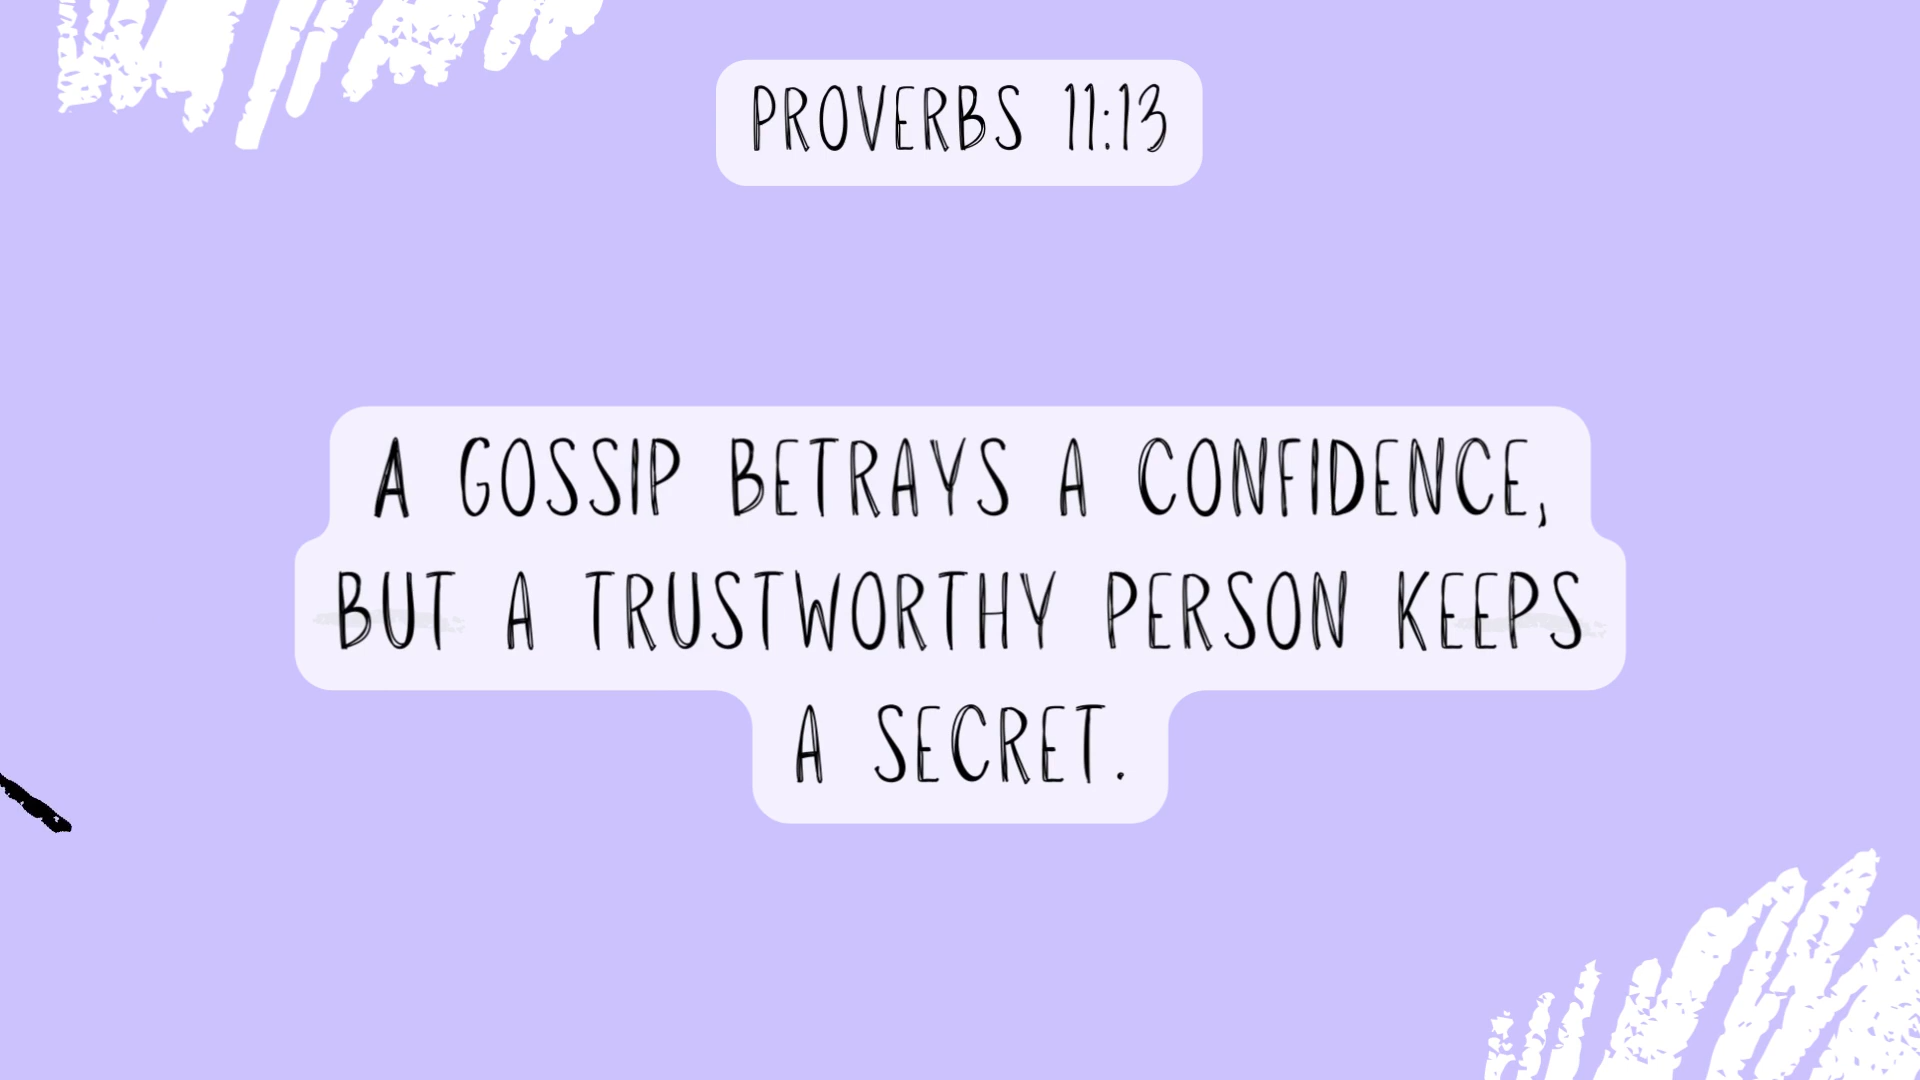 PROVERBS 11:13
A GOSSIP BETRAYS A CONFIDENCE,
BUT A TRUSTWORTHY PERSON KEEPS
A SECRET.